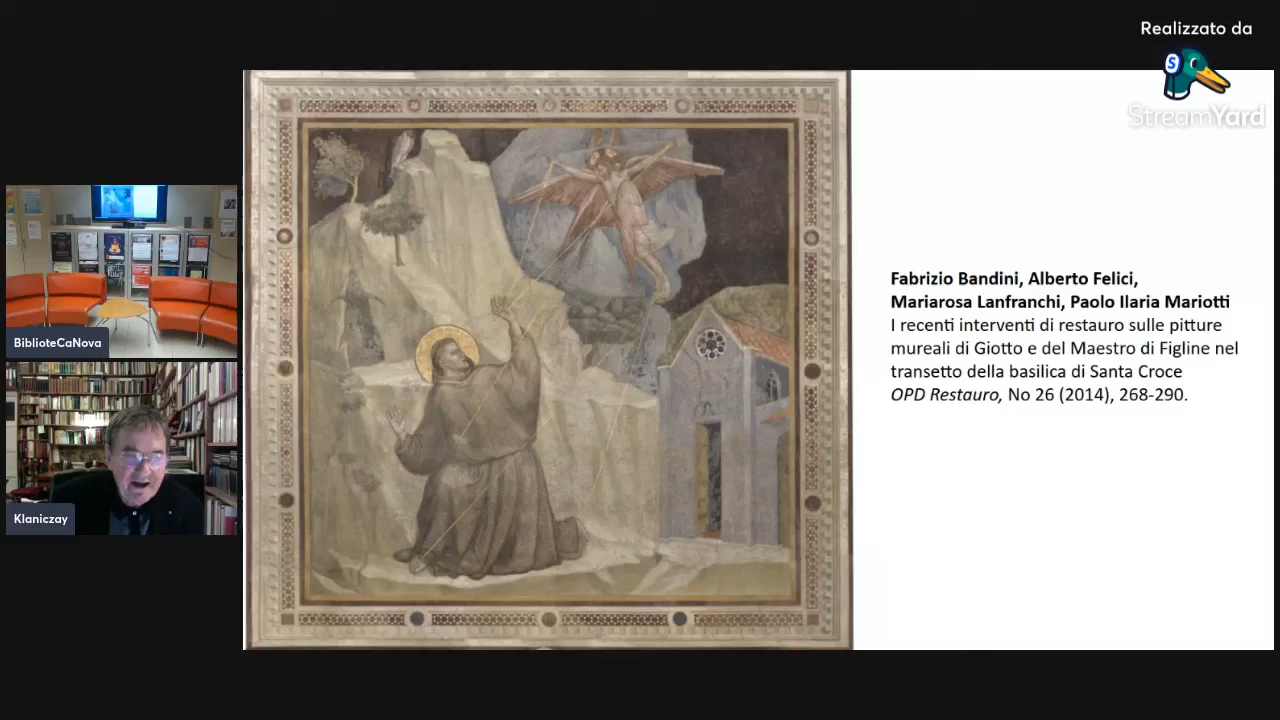 Realizzato da
StreamYard
BiblioteCaNova
Klaniczay
Fabrizio Bandini, Alberto Felici,
Mariarosa Lanfranchi, Paolo Ilaria Mariotti
I recenti interventi di restauro sulle pitture
mureali di Giotto e del Maestro di Figline nel
transetto della basilica di Santa Croce
OPD Restauro, No 26 (2014), 268-290.